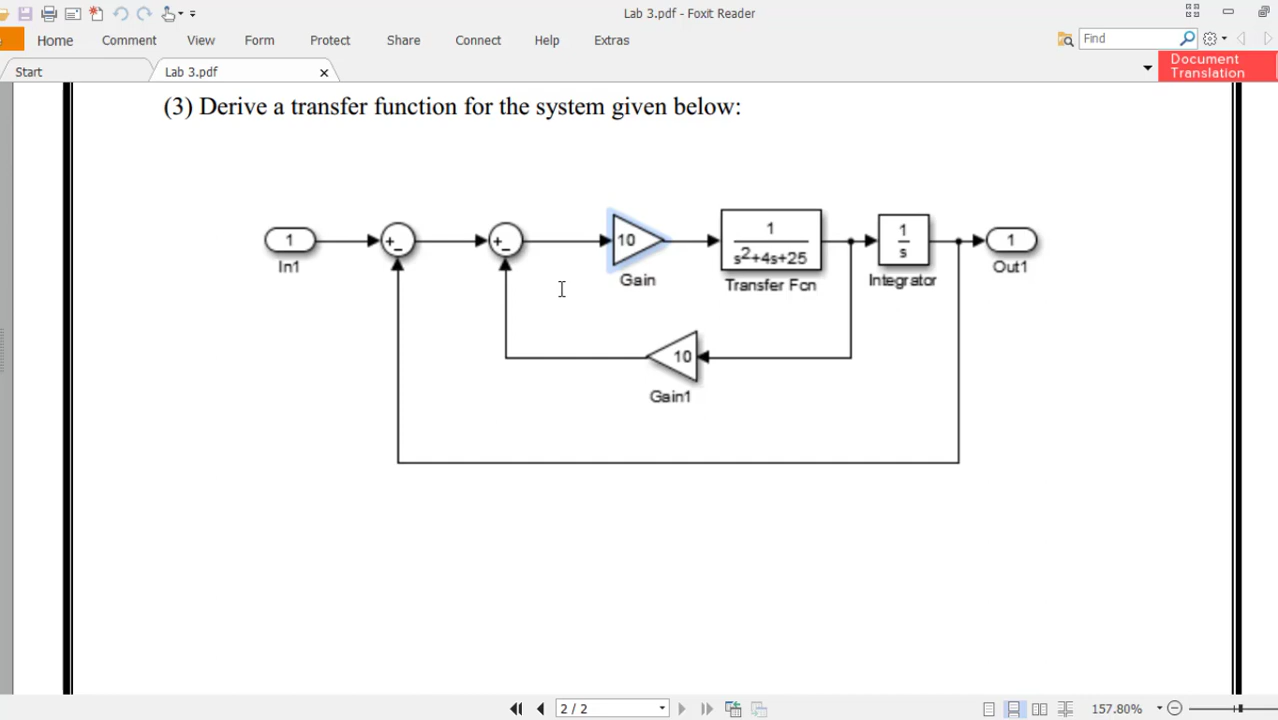 Lab 3.pdf - Foxit Reader
Home Comment View Form Protect Share Connect Help Extras Find
Start Lab 3.pdf Document
Translation
(3) Derive a transfer function for the system given below:
1 + - + - 10 1 1 1
s²+4s+25 s
In1 Gain Transfer Fcn Integrator Out1
10
Gain1
2 / 2 157.80%